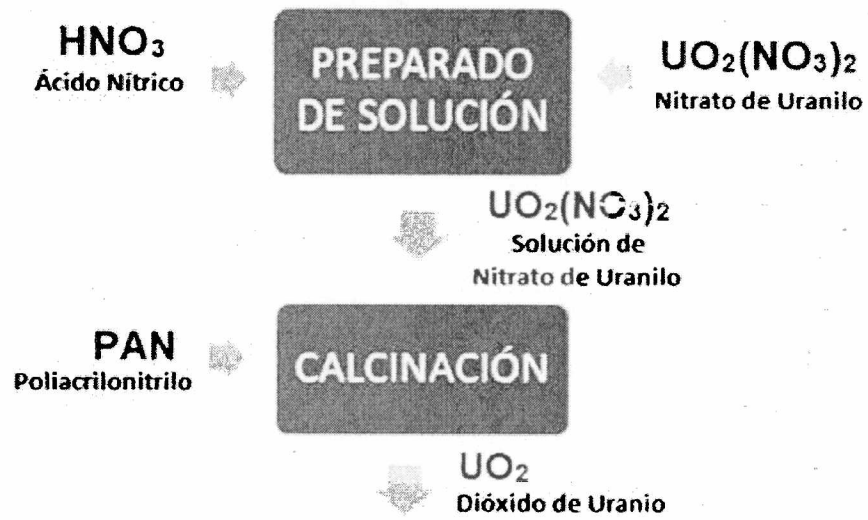 HNO₃
Ácido Nítrico
PREPARADO
DE SOLUCIÓN
UO₂(NO₃)₂
Nitrato de Uranilo
UO₂(NO₃)₂
Solución de
Nitrato de Uranilo
PAN
Poliacrilonitrilo
CALCINACIÓN
UO₂
Dióxido de Uranio